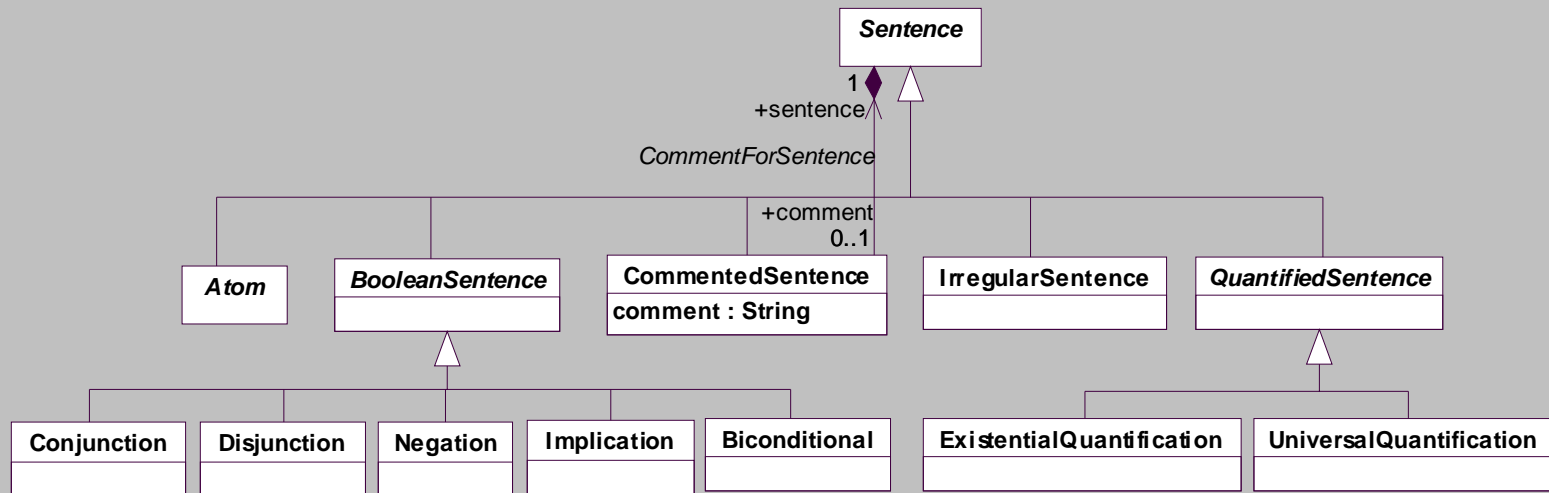 Sentence
1
+sentence
CommentForSentence
+comment
0..1
Atom
BooleanSentence
CommentedSentence
comment : String
IrregularSentence
QuantifiedSentence
Conjunction
Disjunction
Negation
Implication
Biconditional
ExistentialQuantification
UniversalQuantification